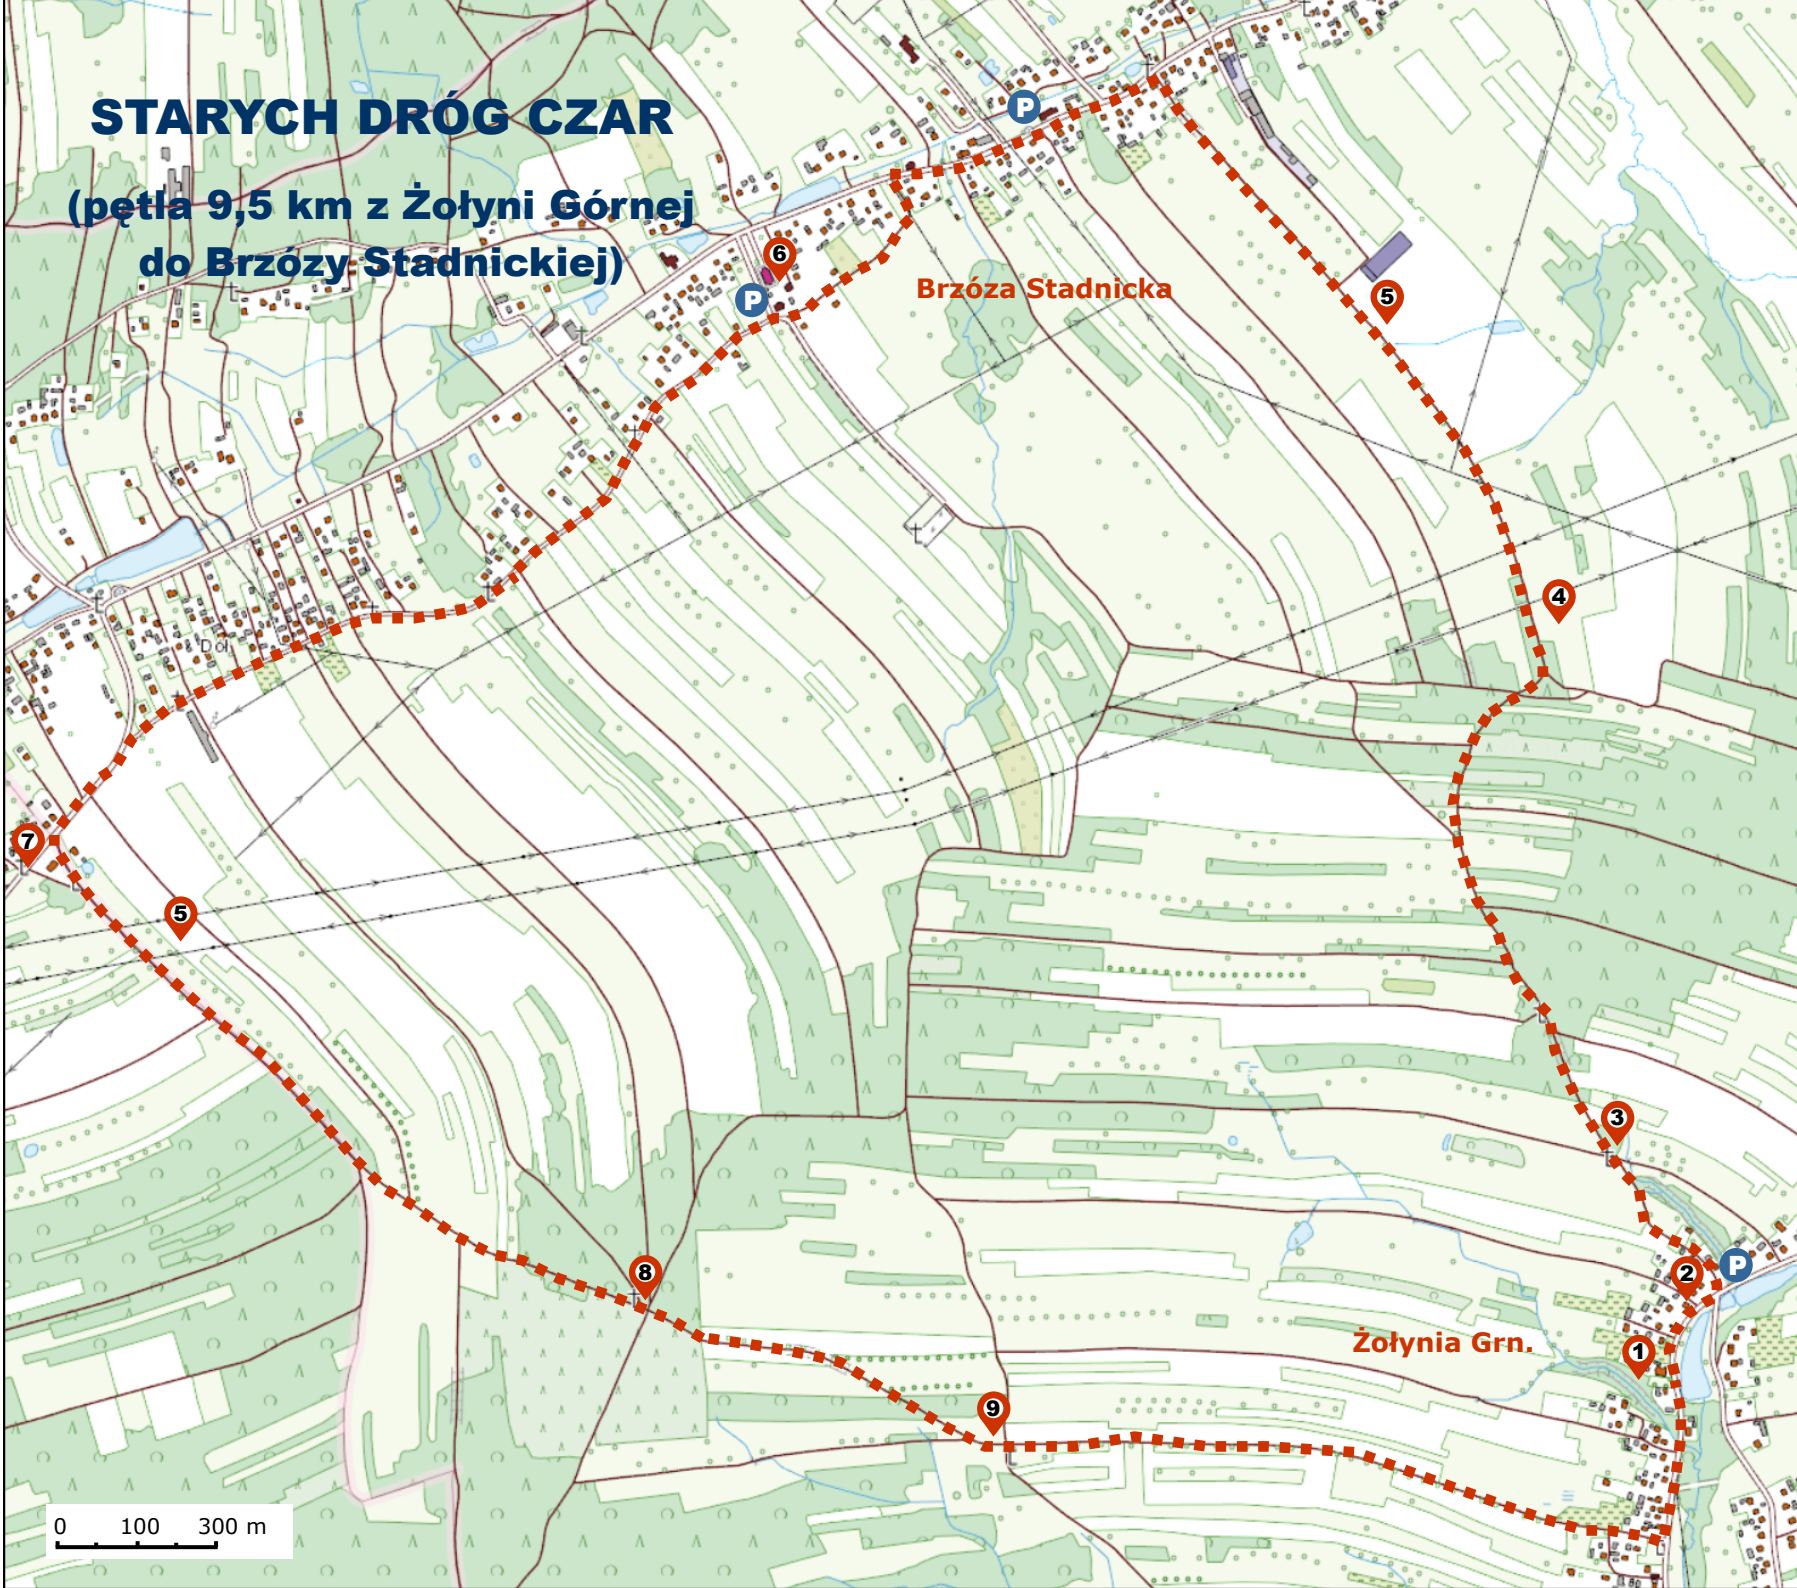 STARYCH DRÓG CZAR
(pętla 9,5 km z Żołyni Górnej
do Brzózy Stadnickiej)
P
6
P
Brzóza Stadnicka
5
4
Dół
7
5
3
2
P
8
Żołynia Grn.
1
9
0 100 300 m